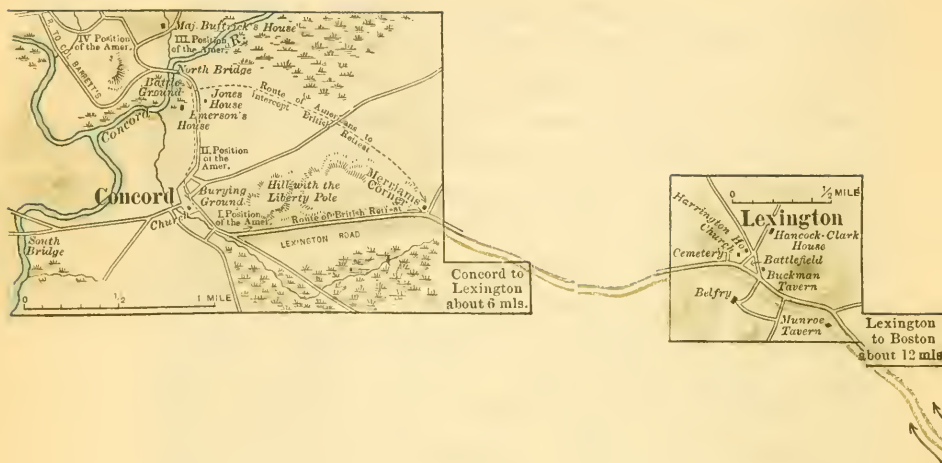 Maj. Buttrick's House
IV Position
of the Amer.
III. Position
of the Amer.
R.
R. TO COL. BARRETT'S
North Bridge
Battle
Ground
Jones
House
Emerson's
House
Route of Americans to
Intercept British Retreat
Concord
II. Position
of the
Amer.
Merriams
Corner
Concord
Burying
Ground
Hill with the
Liberty Pole
Church
I. Position
of the Amer.
Route of British Retreat
LEXINGTON ROAD
South
Bridge
0 1/2 1 MILE
Concord to
Lexington
about 6 mls.
0 1/2 MILE
Lexington
Harrington Ho.
Church
Hancock-Clark
House
Cemetery
Battlefield
Buckman
Tavern
Belfry
Munroe
Tavern
Lexington
to Boston
about 12 mls